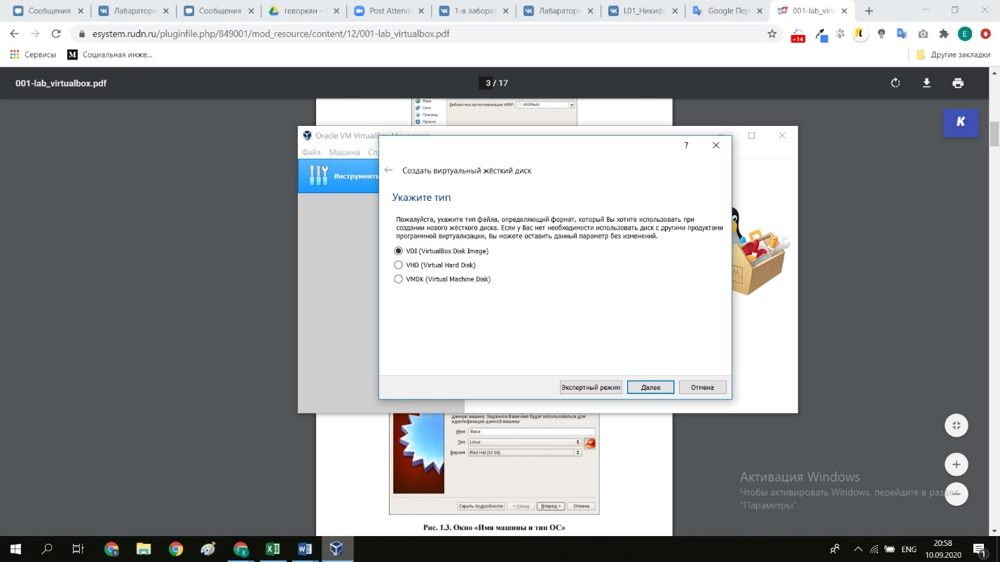 Сообщения
Лабараторн
Сообщения
геворкян – (
Post Attende
1-я лаборат
Лабараторн
L01_Никифо
Google Пер
001-lab_virtu
esystem.rudn.ru/pluginfile.php/849001/mod_resource/content/12/001-lab_virtualbox.pdf
+14
E
Сервисы
M
Социальная инже...
Другие закладки
001-lab_virtualbox.pdf
3 / 17
Язык
Сеть
Плагины
Прокси
Библиотека аутентификации VRDP:
VRDPAuth
K
Oracle VM VirtualBox Менеджер
Файл Машина Сп
Инструменты
?
Создать виртуальный жёсткий диск
Укажите тип
Пожалуйста, укажите тип файла, определяющий формат, который Вы хотите использовать при
создании нового жёсткого диска. Если у Вас нет необходимости использовать диск с другими продуктами
программной виртуализации, Вы можете оставить данный параметр без изменений.
VDI (VirtualBox Disk Image)
VHD (Virtual Hard Disk)
VMDK (Virtual Machine Disk)
Экспертный режим Далее Отмена
данную машину. Заданное Вами имя будет использоваться для
идентификации данной машины.
Имя: Base
Тип: Linux
Версия: Red Hat (32 bit)
Скрыть подробности < Назад Вперед > Отмена
Рис. 1.3. Окно «Имя машины и тип ОС»
Активация Windows
Чтобы активировать Windows, перейдите в раздел
"Параметры".
ENG
20:58
10.09.2020
1